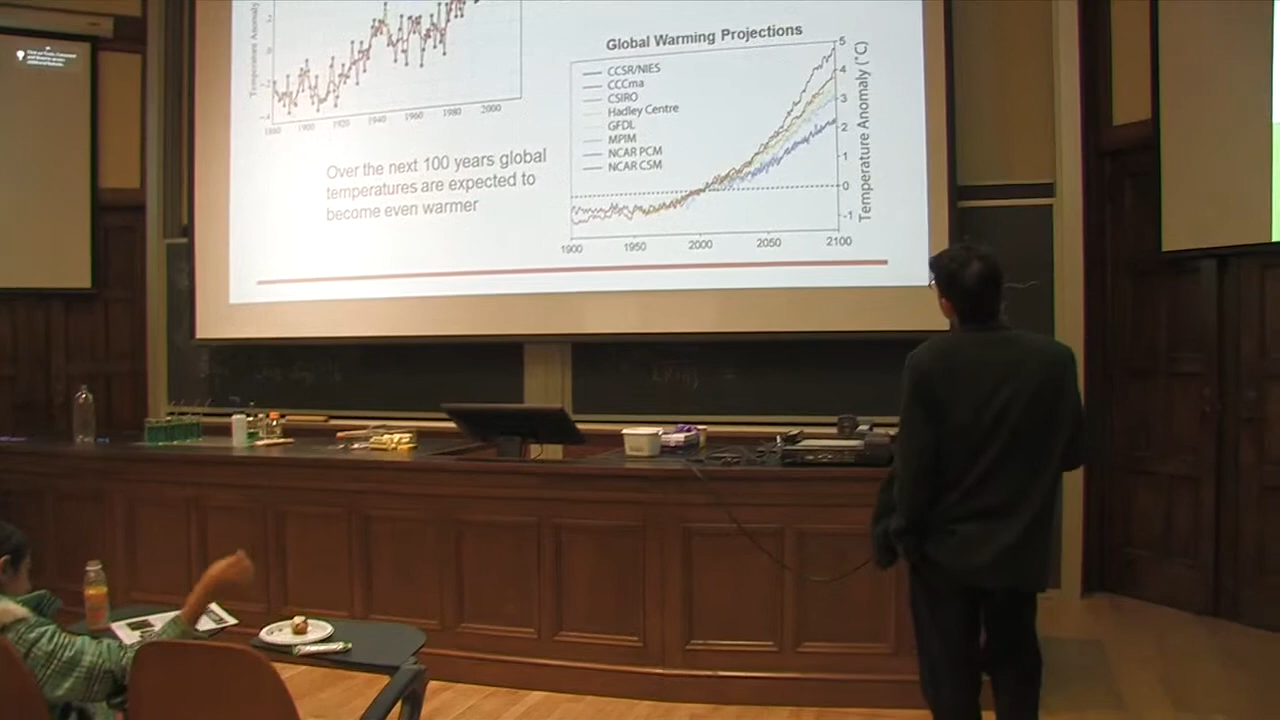 Temperature Anomaly
0
1880
1900
1920
1940
1960
1980
2000
Over the next 100 years global
temperatures are expected to
become even warmer
Global Warming Projections
CCSR/NIES
CCCma
CSIRO
Hadley Centre
GFDL
MPIM
NCAR PCM
NCAR CSM
5
4
3
2
1
0
-1
Temperature Anomaly (°C)
1900
1950
2000
2050
2100